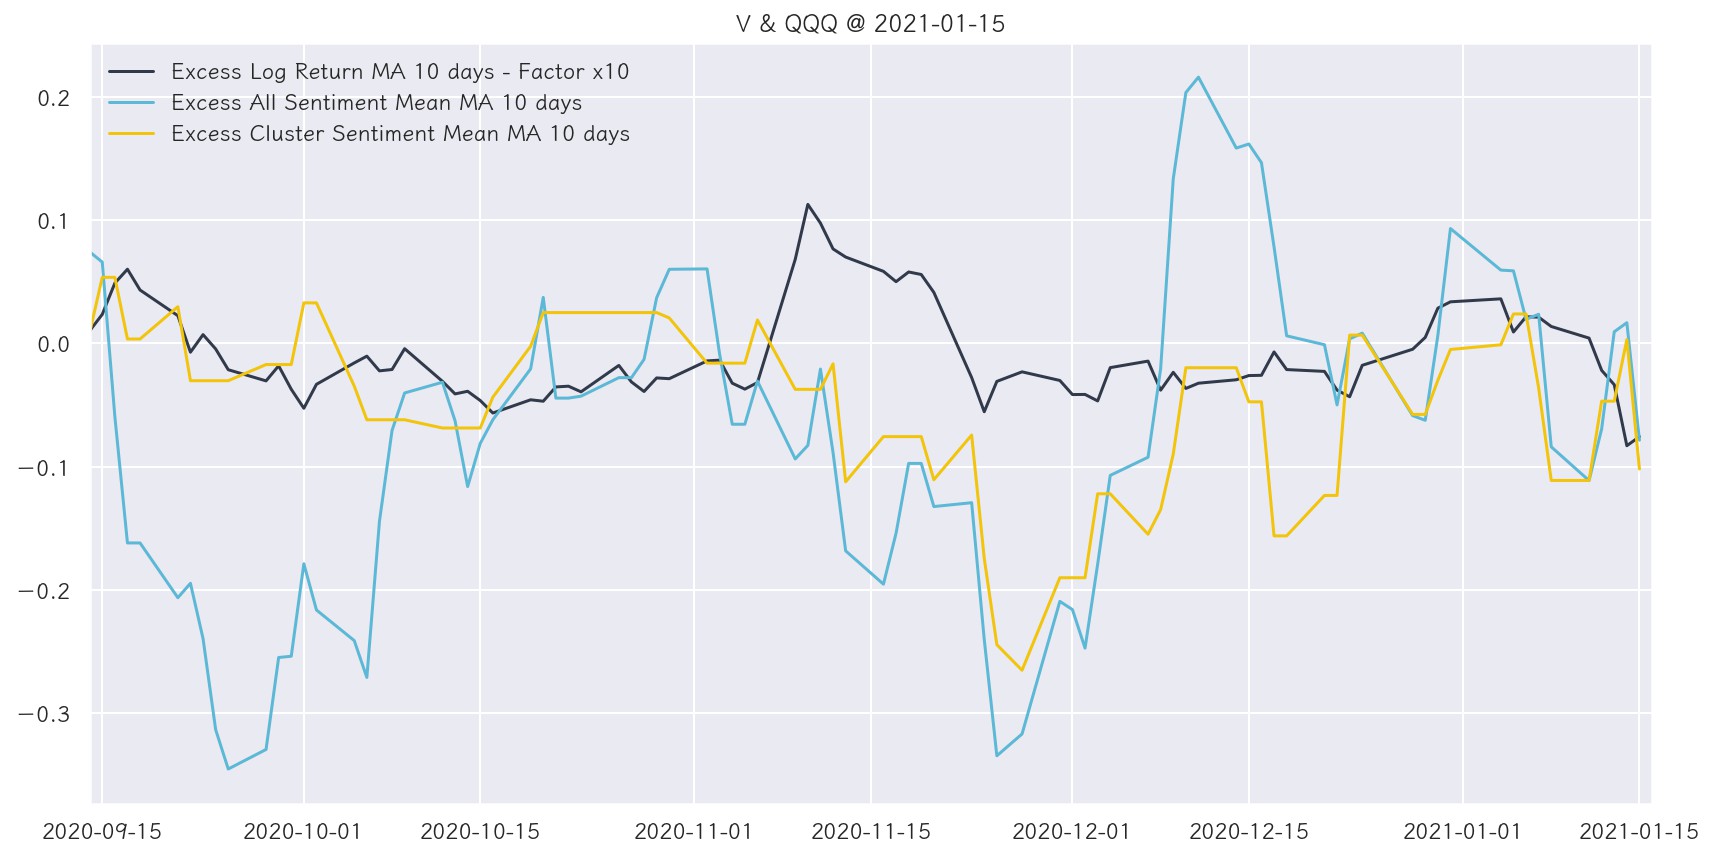 V & QQQ @ 2021-01-15
Excess Log Return MA 10 days - Factor x10
Excess All Sentiment Mean MA 10 days
Excess Cluster Sentiment Mean MA 10 days
0.2
0.1
0.0
−0.1
−0.2
−0.3
2020-09-15 2020-10-01 2020-10-15 2020-11-01 2020-11-15 2020-12-01 2020-12-15 2021-01-01 2021-01-15